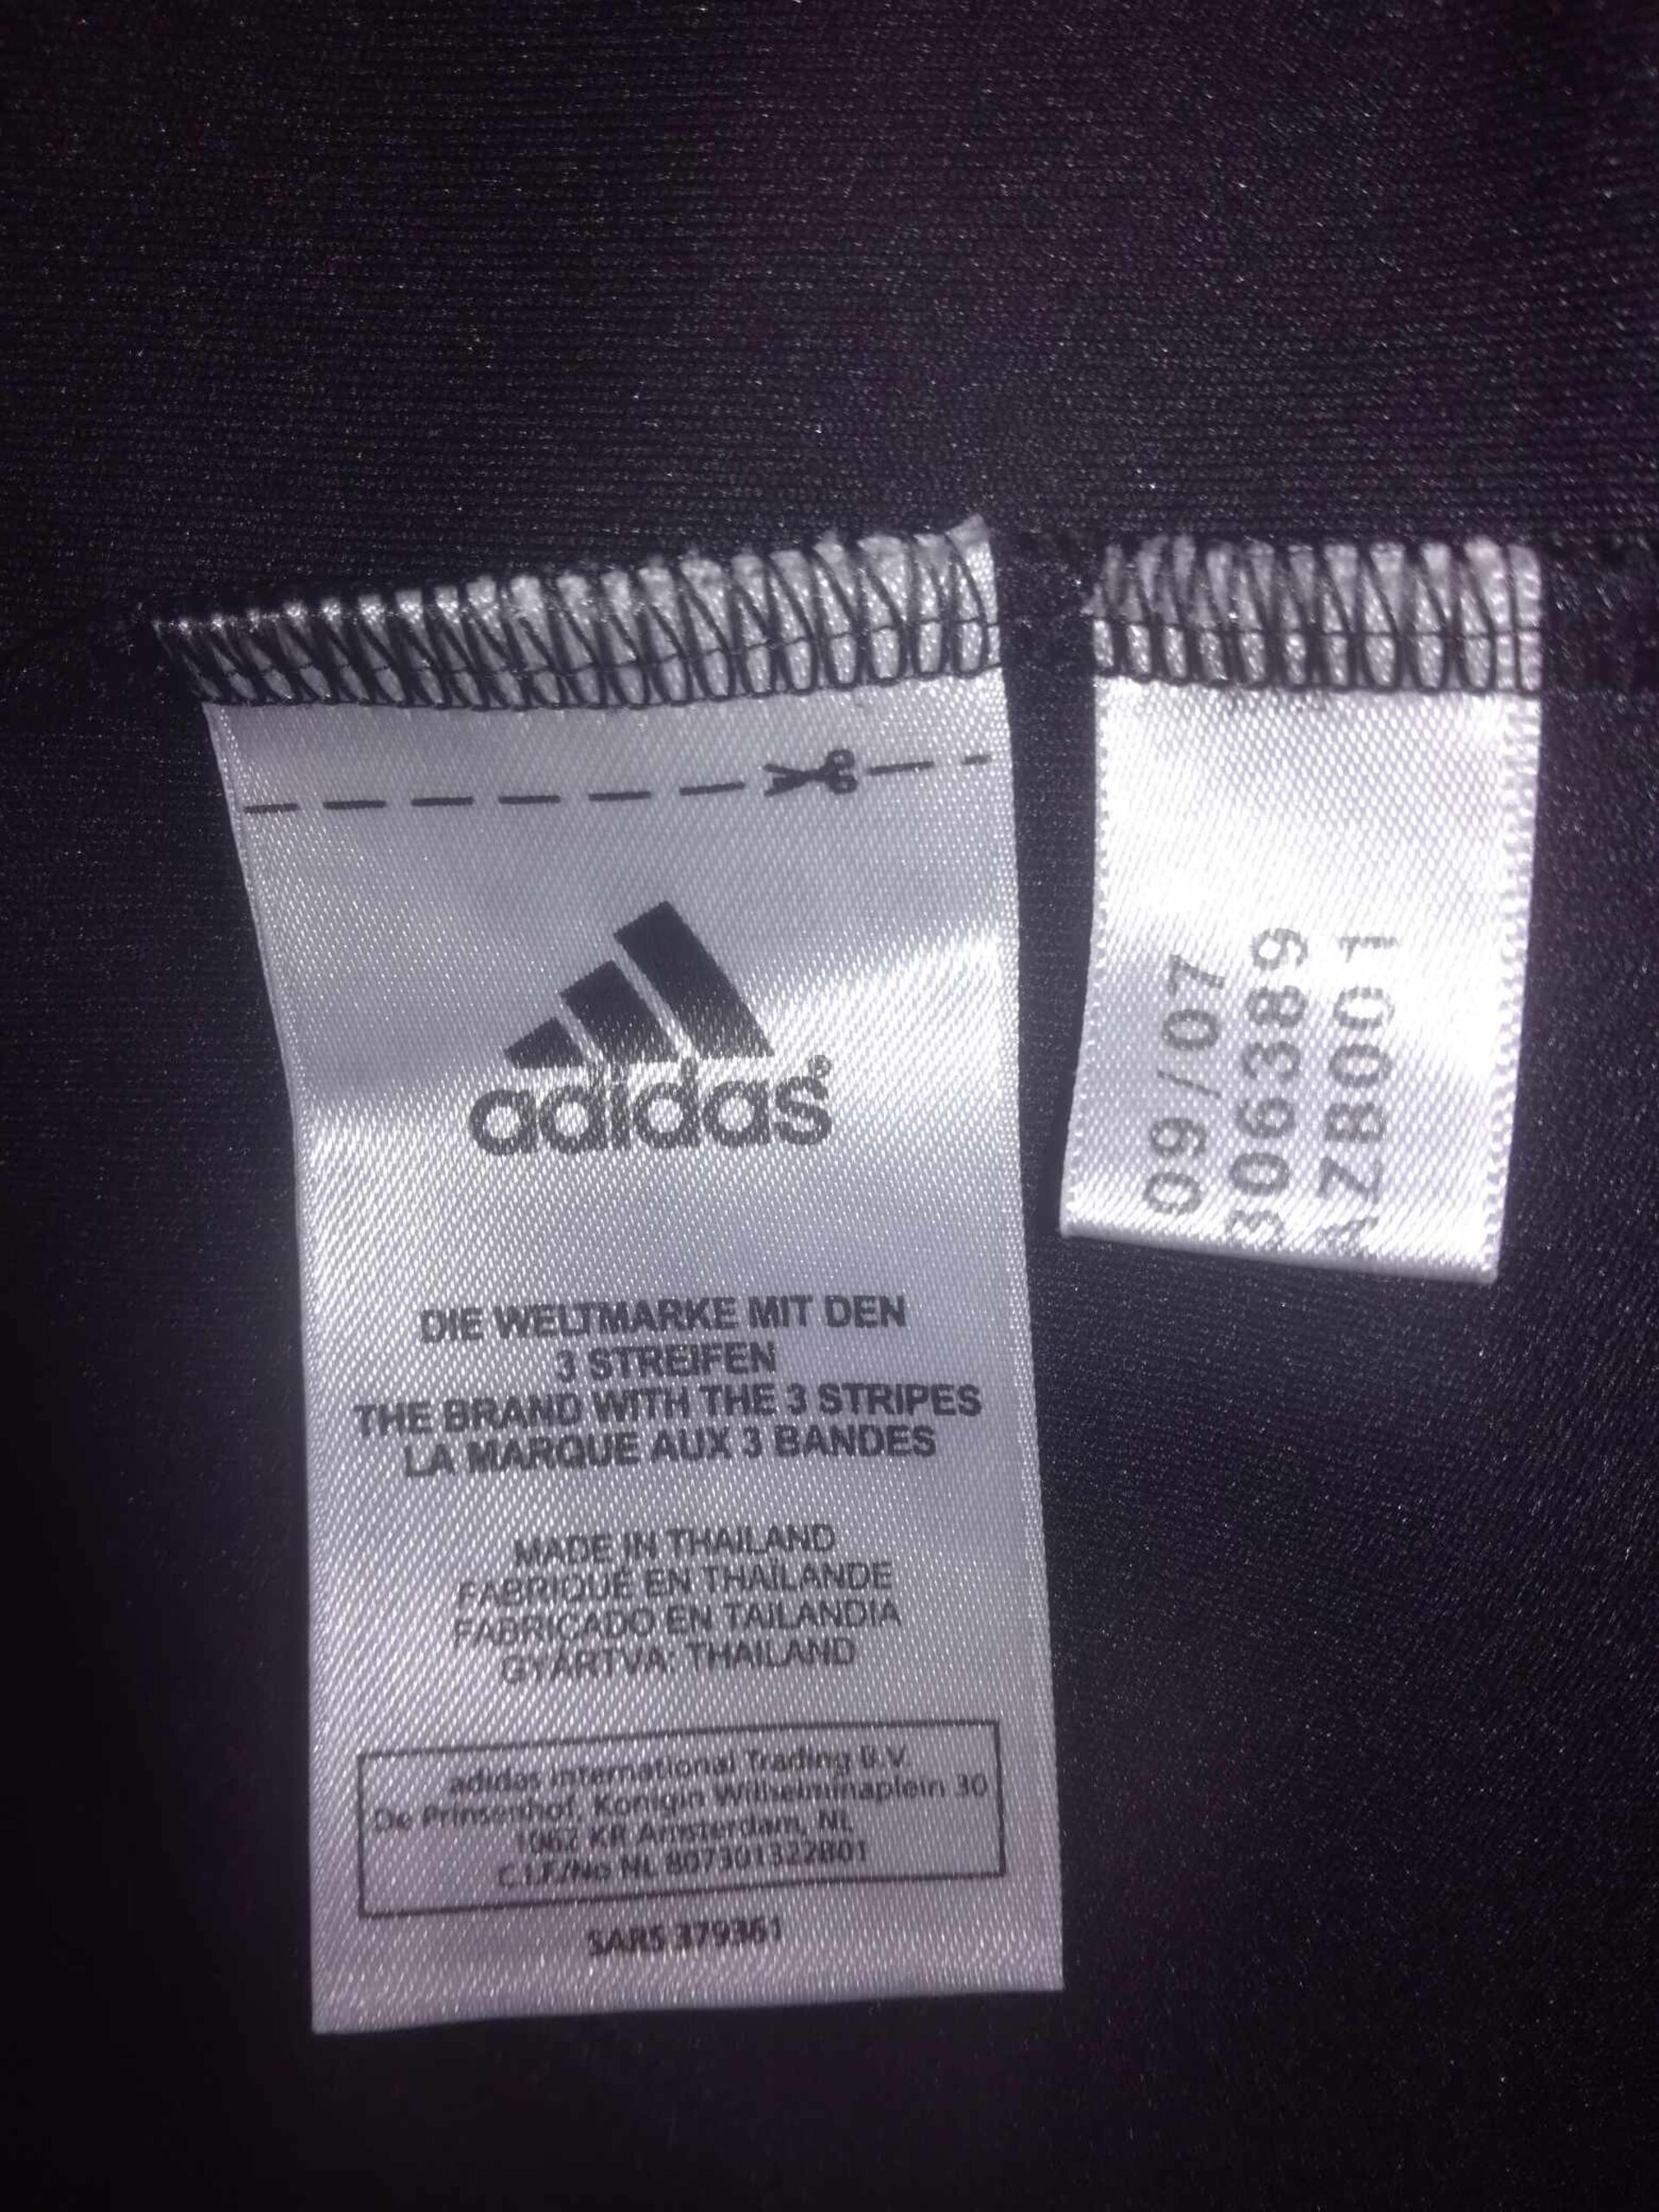 adidas®
DIE WELTMARKE MIT DEN
3 STREIFEN
THE BRAND WITH THE 3 STRIPES
LA MARQUE AUX 3 BANDES
MADE IN THAILAND
FABRIQUÉ EN THAÏLANDE
FABRICADO EN TAILANDIA
GYÁRTVA: THAILAND
adidas International Trading B.V.
De Prinsenhof, Konigin Wilhelminaplein 30
1062 KR Amsterdam, NL
C.I.F./No NL 807301322B01
SARS 379361
09/07
306389
AZB001